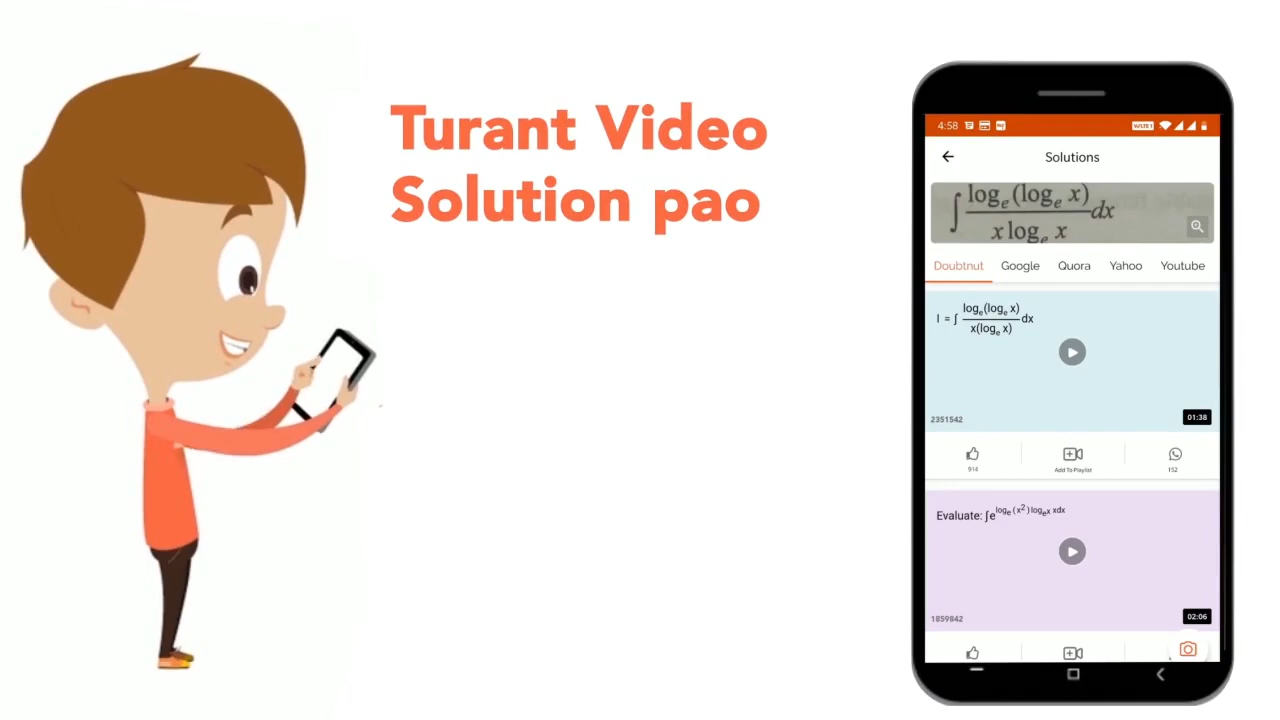 Turant Video
Solution pao
4:58
VoLTE1
Solutions
∫ logₑ(logₑ x) / x logₑ x dx
Doubtnut Google Quora Yahoo Youtube
I = ∫ logₑ(logₑ x) / x(logₑ x) dx
2351542 01:38
914 Add To Playlist 152
Evaluate: ∫e^logₑ(x²)logₑx xdx
1859842 02:06